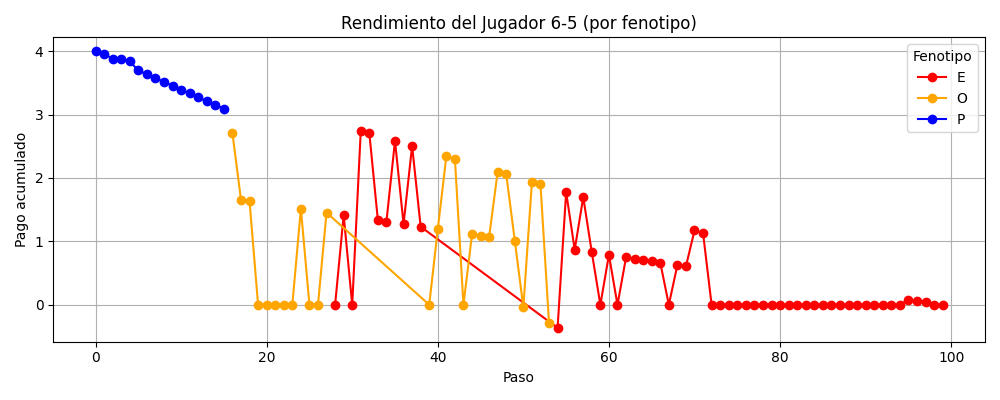 Rendimiento del Jugador 6-5 (por fenotipo)
Pago acumulado
4
3
2
1
0
0
20
40
60
80
100
Paso
Fenotipo
E
O
P